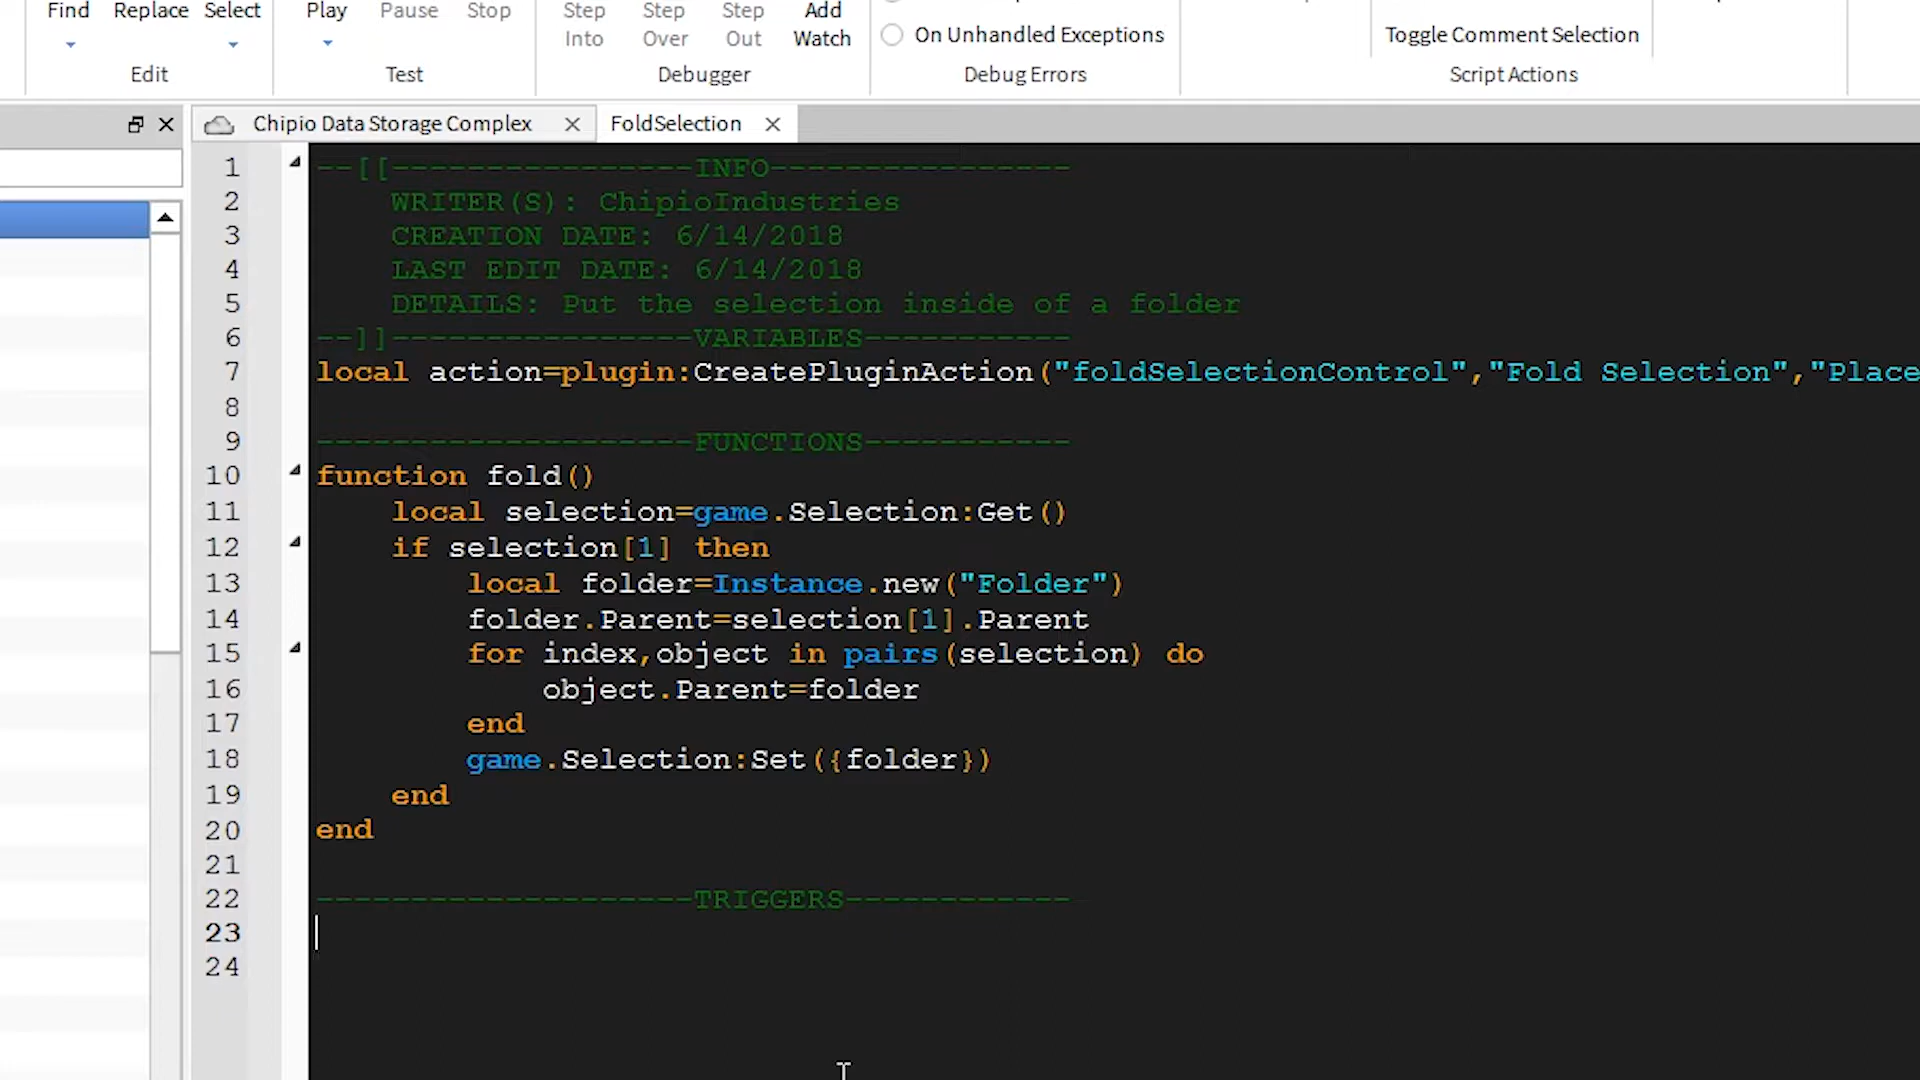 Find Replace Select Play Pause Stop Step Into Step Over Step Out Add Watch On Unhandled Exceptions Toggle Comment Selection
Edit Test Debugger Debug Errors Script Actions
Chipio Data Storage Complex FoldSelection
1 --[[----------------INFO----------------
2 WRITER(S): ChipioIndustries
3 CREATION DATE: 6/14/2018
4 LAST EDIT DATE: 6/14/2018
5 DETAILS: Put the selection inside of a folder
6 --]]----------------VARIABLES-----------
7 local action=plugin:CreatePluginAction("foldSelectionControl","Fold Selection","Place
8
9 --------------------FUNCTIONS-----------
10 function fold()
11 local selection=game.Selection:Get()
12 if selection[1] then
13 local folder=Instance.new("Folder")
14 folder.Parent=selection[1].Parent
15 for index,object in pairs(selection) do
16 object.Parent=folder
17 end
18 game.Selection:Set({folder})
19 end
20 end
21
22 --------------------TRIGGERS------------
23
24